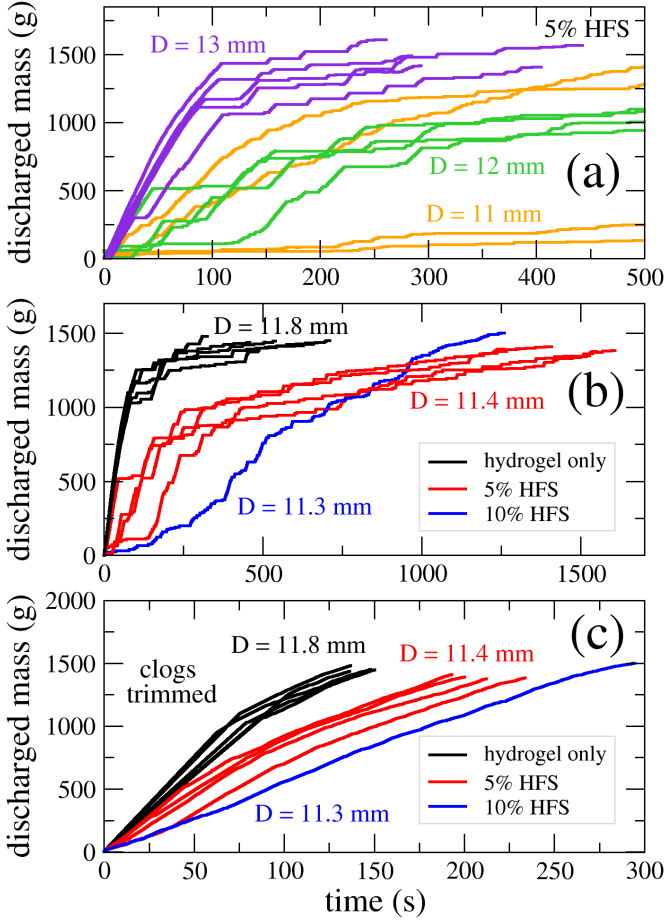 discharged mass (g)
1500
1000
500
0
D = 13 mm
5% HFS
D = 12 mm
D = 11 mm
(a)
0
100
200
300
400
500
discharged mass (g)
1500
1000
500
0
D = 11.8 mm
D = 11.4 mm
D = 11.3 mm
(b)
hydrogel only
5% HFS
10% HFS
0
500
1000
1500
discharged mass (g)
2000
1500
1000
500
0
clogs
trimmed
D = 11.8 mm
D = 11.4 mm
D = 11.3 mm
(c)
hydrogel only
5% HFS
10% HFS
0
50
100
150
200
250
300
time (s)